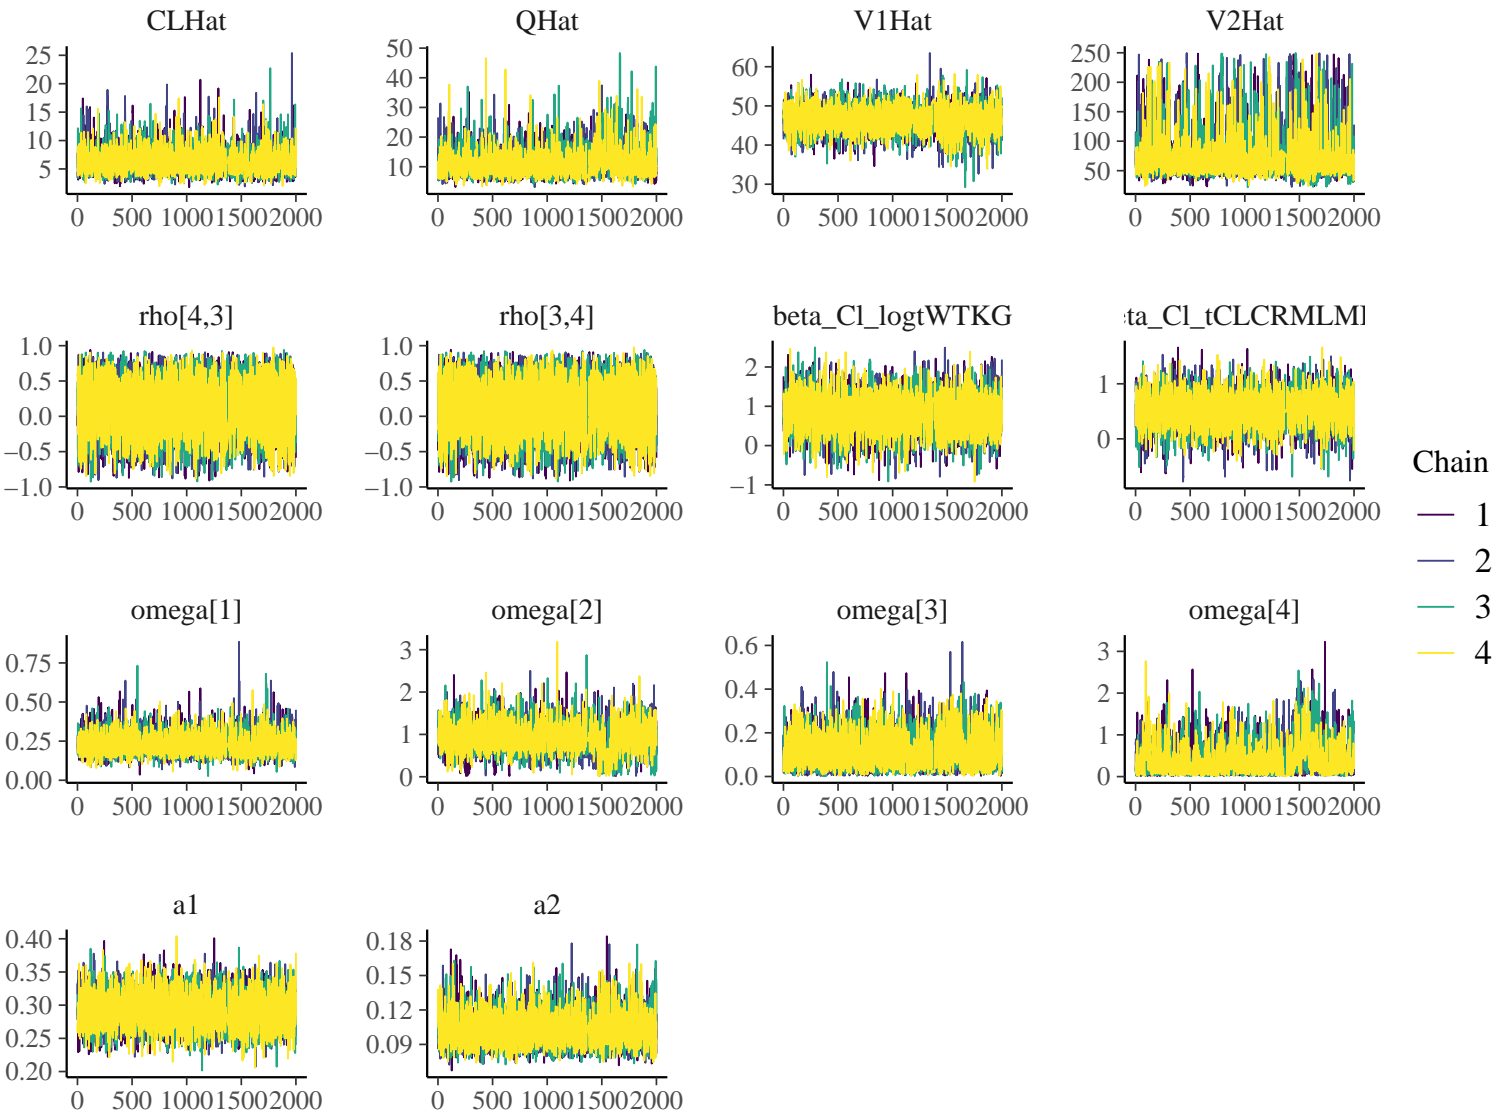 CLHat QHat V1Hat V2Hat
25 20 15 10 5
50 40 30 20 10
60 50 40 30
250 200 150 100 50
0 500 1000 1500 2000 0 500 1000 1500 2000 0 500 1000 1500 2000 0 500 1000 1500 2000
rho[4,3] rho[3,4] beta_Cl_logtWTKG ta_Cl_tCLCRMLM
1.0 0.5 0.0 −0.5 −1.0
1.0 0.5 0.0 −0.5 −1.0
2 1 0 −1
1 0
0 500 1000 1500 2000 0 500 1000 1500 2000 0 500 1000 1500 2000 0 500 1000 1500 2000
Chain
1
2
3
4
omega[1] omega[2] omega[3] omega[4]
0.75 0.50 0.25 0.00
3 2 1 0
0.6 0.4 0.2 0.0
3 2 1 0
0 500 1000 1500 2000 0 500 1000 1500 2000 0 500 1000 1500 2000 0 500 1000 1500 2000
a1 a2
0.40 0.35 0.30 0.25 0.20
0.18 0.15 0.12 0.09
0 500 1000 1500 2000 0 500 1000 1500 2000